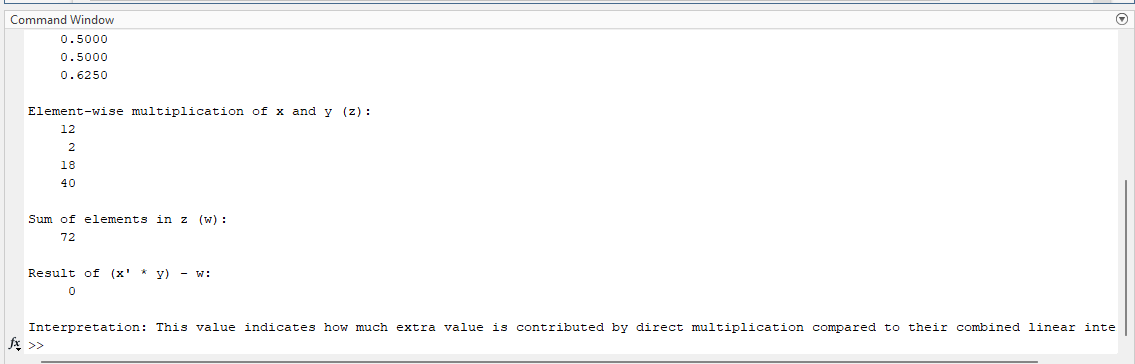 Command Window
0.5000
0.5000
0.6250
Element-wise multiplication of x and y (z):
12
2
18
40
Sum of elements in z (w):
72
Result of (x' * y) - w:
0
Interpretation: This value indicates how much extra value is contributed by direct multiplication compared to their combined linear inte
fx >>